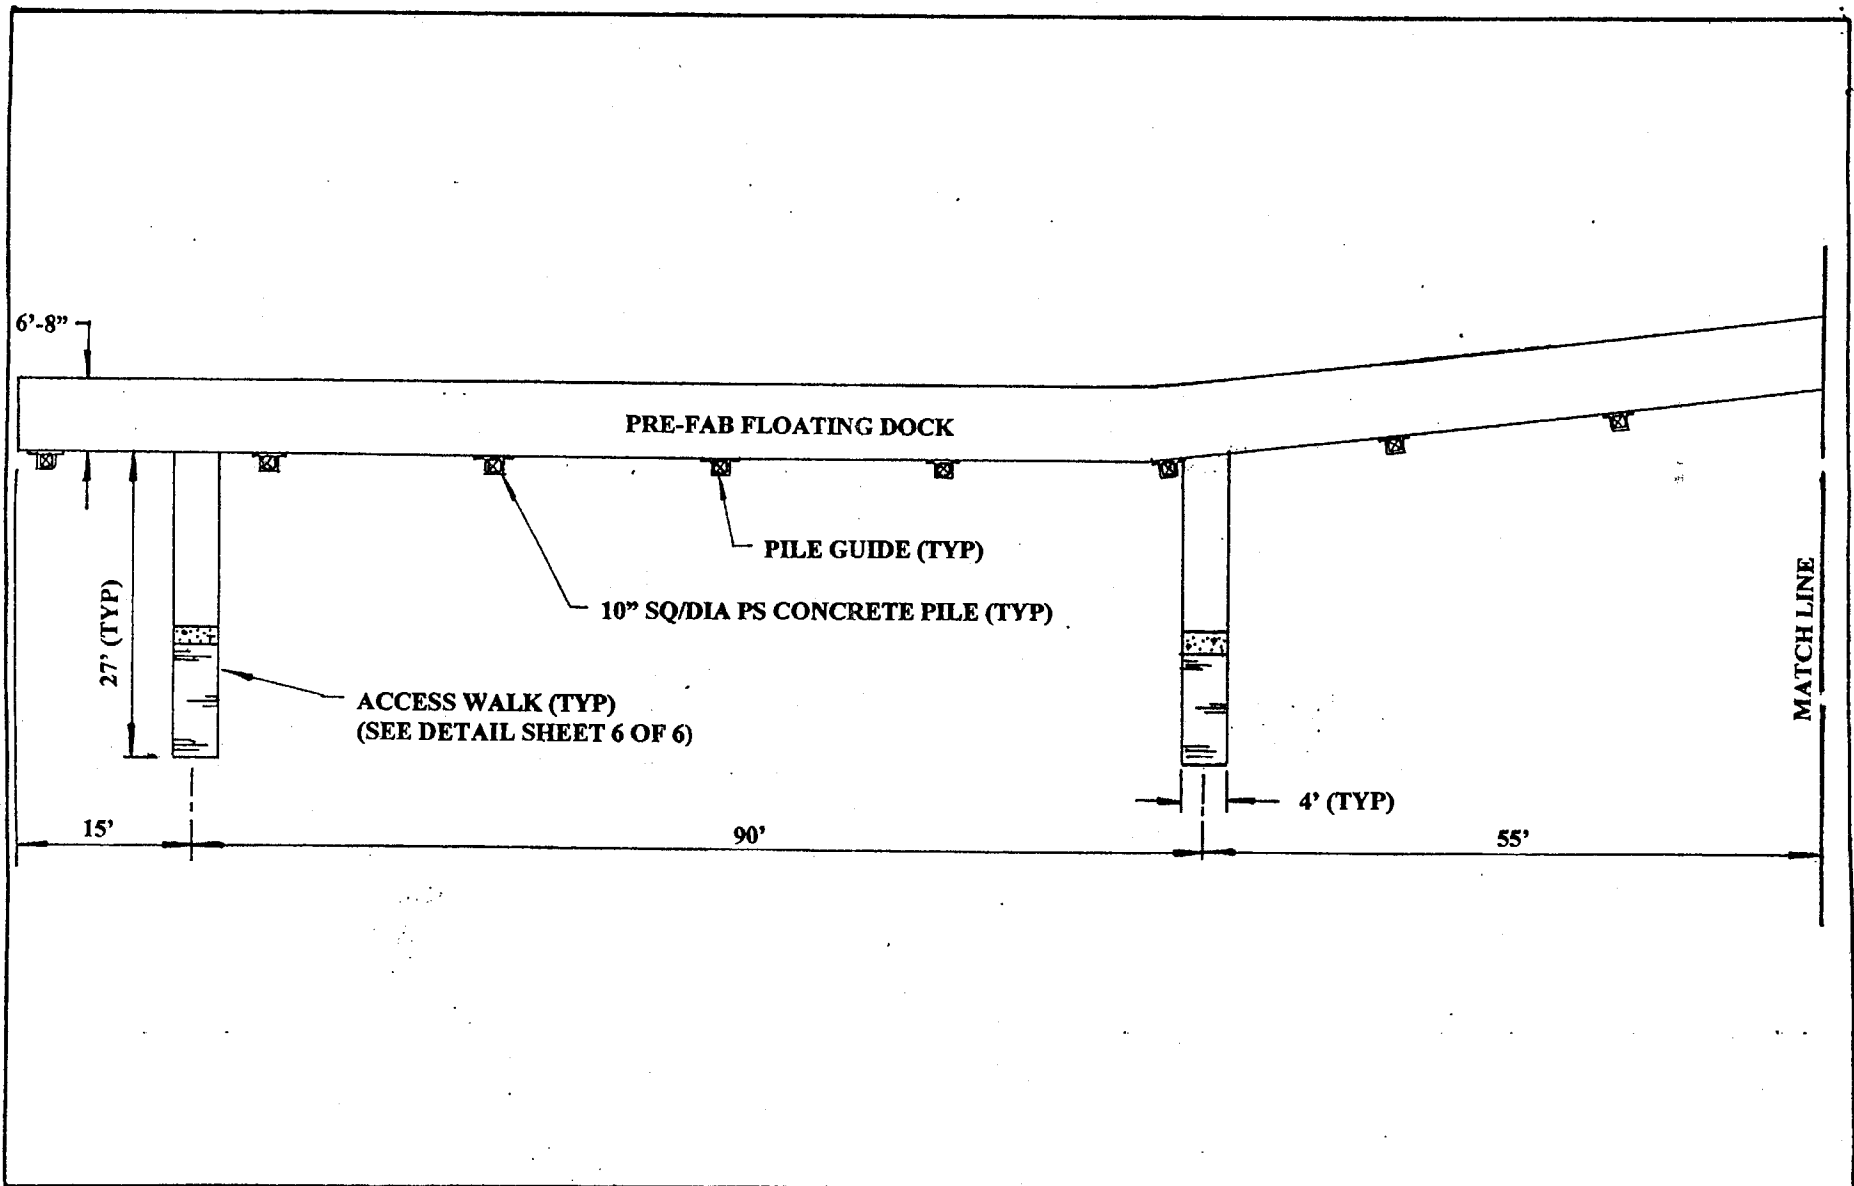 6'-8"
PRE-FAB FLOATING DOCK
PILE GUIDE (TYP)
10" SQ/DIA PS CONCRETE PILE (TYP)
27' (TYP)
ACCESS WALK (TYP)
(SEE DETAIL SHEET 6 OF 6)
MATCH LINE
4' (TYP)
15'
90'
55'